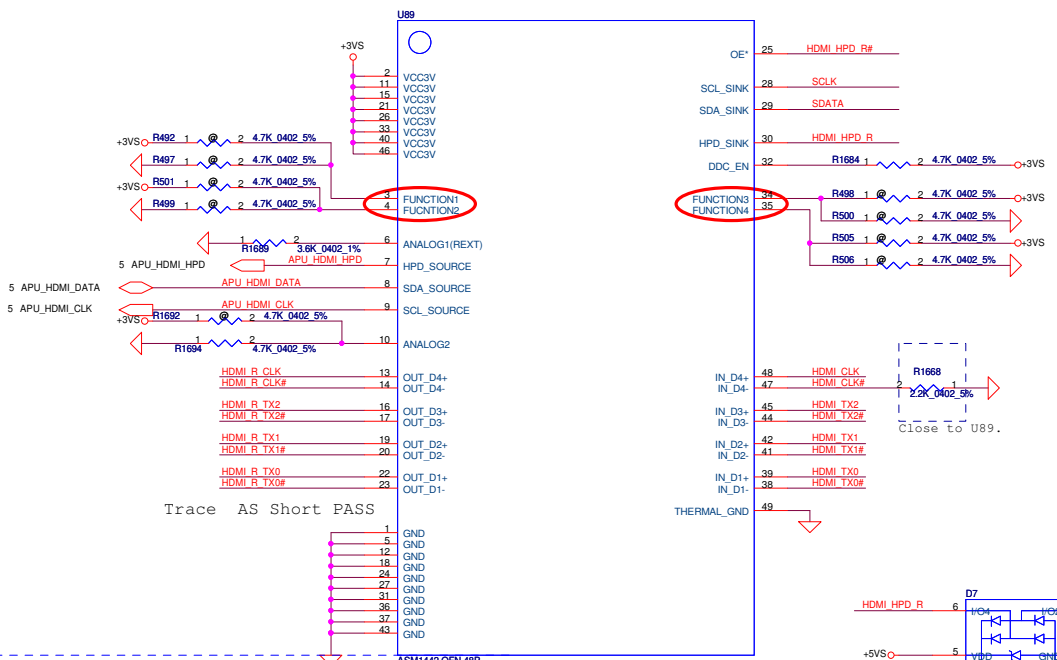 U89
+3VS
2 VCC3V
11 VCC3V
15 VCC3V
21 VCC3V
26 VCC3V
33 VCC3V
40 VCC3V
46 VCC3V
+3VS R492 1 @ 2 4.7K_0402_5%
R497 1 @ 2 4.7K_0402_5%
+3VS R501 1 @ 2 4.7K_0402_5%
R499 1 @ 2 4.7K_0402_5%
3 FUNCTION1
4 FUCNTION2
1 2 6 ANALOG1(REXT)
R1689 3.6K_0402_1%
5 APU_HDMI_HPD APU_HDMI_HPD 7 HPD_SOURCE
5 APU_HDMI_DATA APU_HDMI_DATA 8 SDA_SOURCE
5 APU_HDMI_CLK APU_HDMI_CLK 9 SCL_SOURCE
+3VS R1692 1 @ 2 4.7K_0402_5%
1 2 10 ANALOG2
R1694 4.7K_0402_5%
HDMI_R_CLK 13 OUT_D4+
HDMI_R_CLK# 14 OUT_D4-
HDMI_R_TX2 16 OUT_D3+
HDMI_R_TX2# 17 OUT_D3-
HDMI_R_TX1 19 OUT_D2+
HDMI_R_TX1# 20 OUT_D2-
HDMI_R_TX0 22 OUT_D1+
HDMI_R_TX0# 23 OUT_D1-
Trace AS Short PASS
1 GND
5 GND
12 GND
18 GND
24 GND
27 GND
31 GND
36 GND
37 GND
43 GND
ASM1442 QFN 48P
OE* 25 HDMI_HPD_R#
SCL_SINK 28 SCLK
SDA_SINK 29 SDATA
HPD_SINK 30 HDMI_HPD_R
DDC_EN 32 R1684 1 2 4.7K_0402_5% +3VS
FUNCTION3 34 R498 1 @ 2 4.7K_0402_5% +3VS
FUNCTION4 35 R500 1 @ 2 4.7K_0402_5%
R505 1 @ 2 4.7K_0402_5% +3VS
R506 1 @ 2 4.7K_0402_5%
IN_D4+ 48 HDMI_CLK
IN_D4- 47 HDMI_CLK#
R1668
2 1
2.2K_0402_5%
Close to U89.
IN_D3+ 45 HDMI_TX2
IN_D3- 44 HDMI_TX2#
IN_D2+ 42 HDMI_TX1
IN_D2- 41 HDMI_TX1#
IN_D1+ 39 HDMI_TX0
IN_D1- 38 HDMI_TX0#
THERMAL_GND 49
D7
HDMI_HPD_R 6 I/O4
+5VS 5 VDD GND